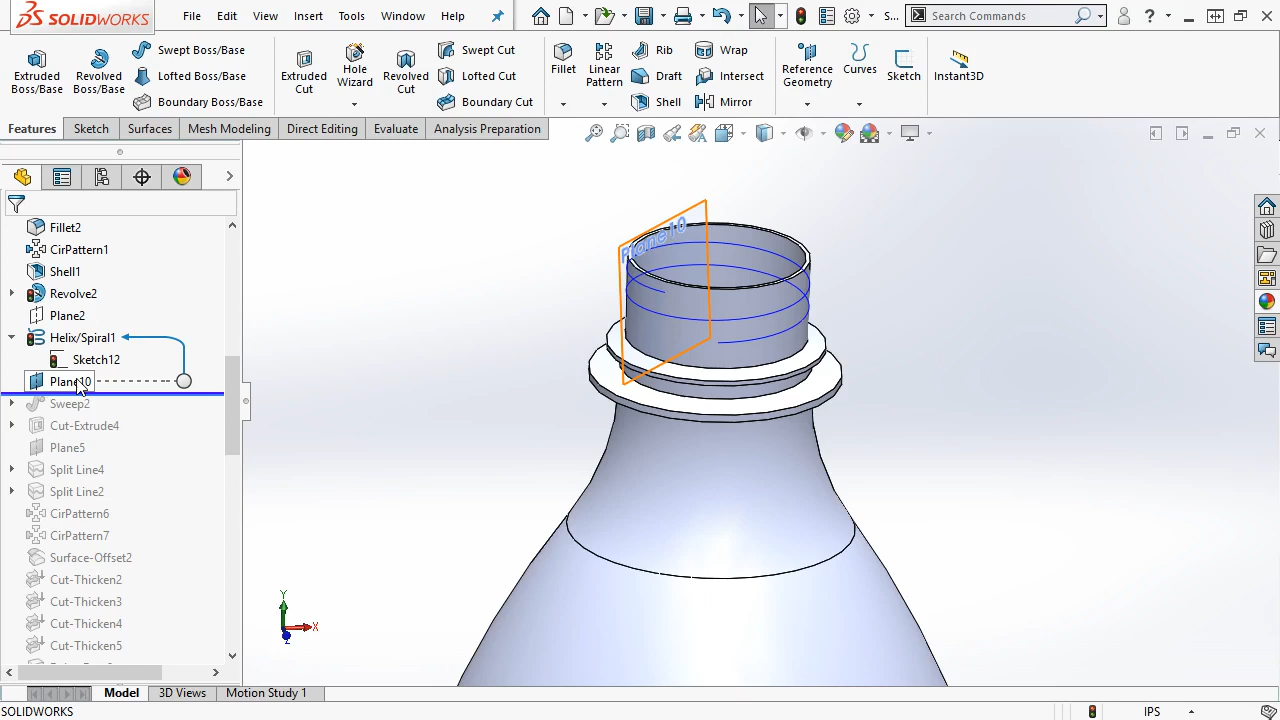 SOLIDWORKS File Edit View Insert Tools Window Help S... Search Commands ?
Extruded Boss/Base
Revolved Boss/Base
Swept Boss/Base
Lofted Boss/Base
Boundary Boss/Base
Extruded Cut
Hole Wizard
Revolved Cut
Swept Cut
Lofted Cut
Boundary Cut
Fillet
Linear Pattern
Rib
Draft
Shell
Wrap
Intersect
Mirror
Reference Geometry
Curves
Sketch
Instant3D
Features Sketch Surfaces Mesh Modeling Direct Editing Evaluate Analysis Preparation
Fillet2
CirPattern1
Shell1
Revolve2
Plane2
Helix/Spiral1
Sketch12
Plane10
Sweep2
Cut-Extrude4
Plane5
Split Line4
Split Line2
CirPattern6
CirPattern7
Surface-Offset2
Cut-Thicken2
Cut-Thicken3
Cut-Thicken4
Cut-Thicken5
Plane10
Y
X
Z
Model 3D Views Motion Study 1
SOLIDWORKS IPS